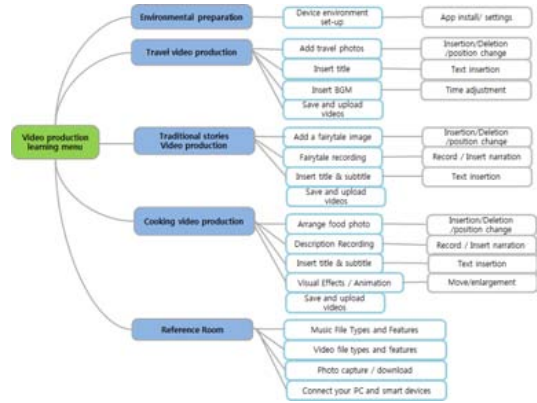 Environmental preparation
Device environment
set-up
App install/ settings
Travel video production
Add travel photos
Insertion/Deletion
/position change
Insert title
Text insertion
Insert BGM
Time adjustment
Save and upload
videos
Video production
learning menu
Traditional stories
Video production
Add a fairytale image
Insertion/Deletion
/position change
Fairytale recording
Record / Insert narration
Insert title & subtitle
Text insertion
Save and upload
videos
Cooking video production
Arrange food photo
Insertion/Deletion
/position change
Description Recording
Record / Insert narration
Insert title & subtitle
Text insertion
Visual Effects / Animation
Move/enlargement
Save and upload
videos
Reference Room
Music File Types and Features
Video file types and features
Photo capture / download
Connect your PC and smart devices